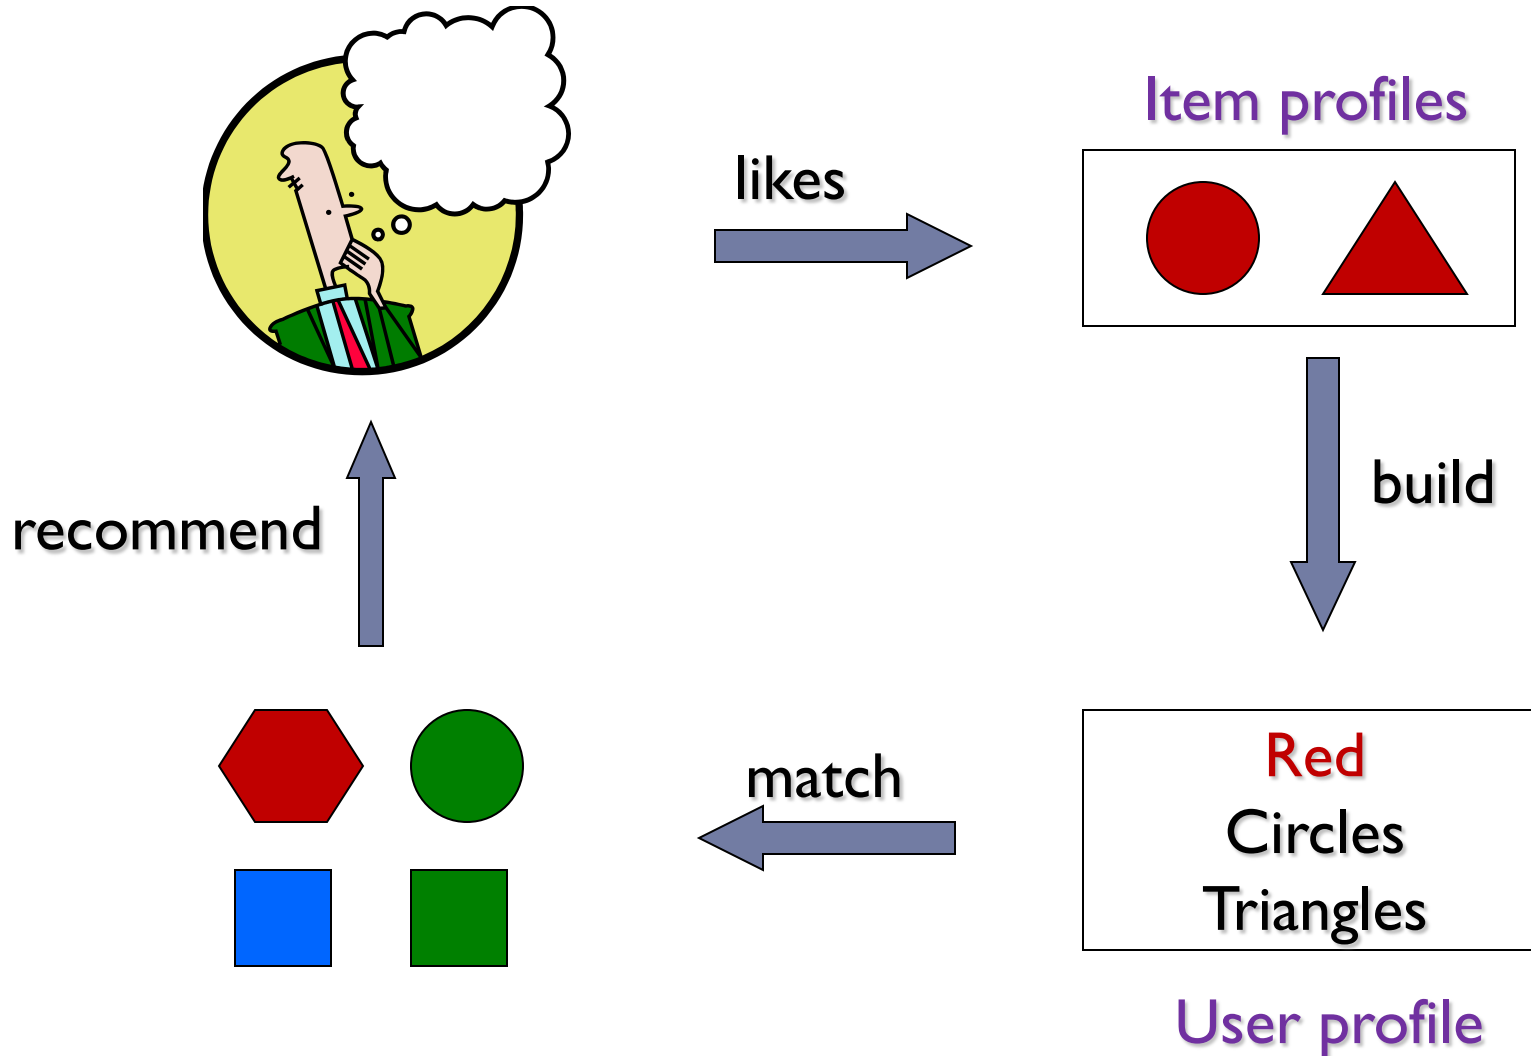 Item profiles
likes
build
recommend
match
Red
Circles
Triangles
User profile